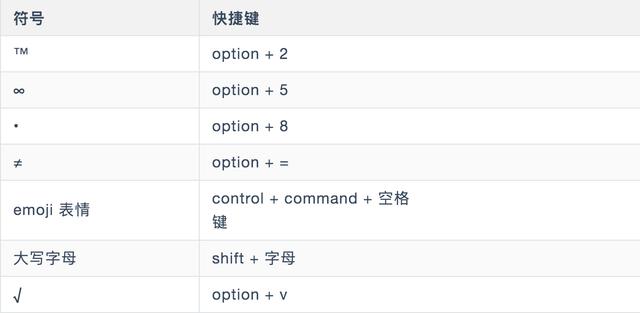 符号 快捷键
™ option + 2
∞ option + 5
• option + 8
≠ option + =
emoji 表情 control + command + 空格
键
大写字母 shift + 字母
√ option + v